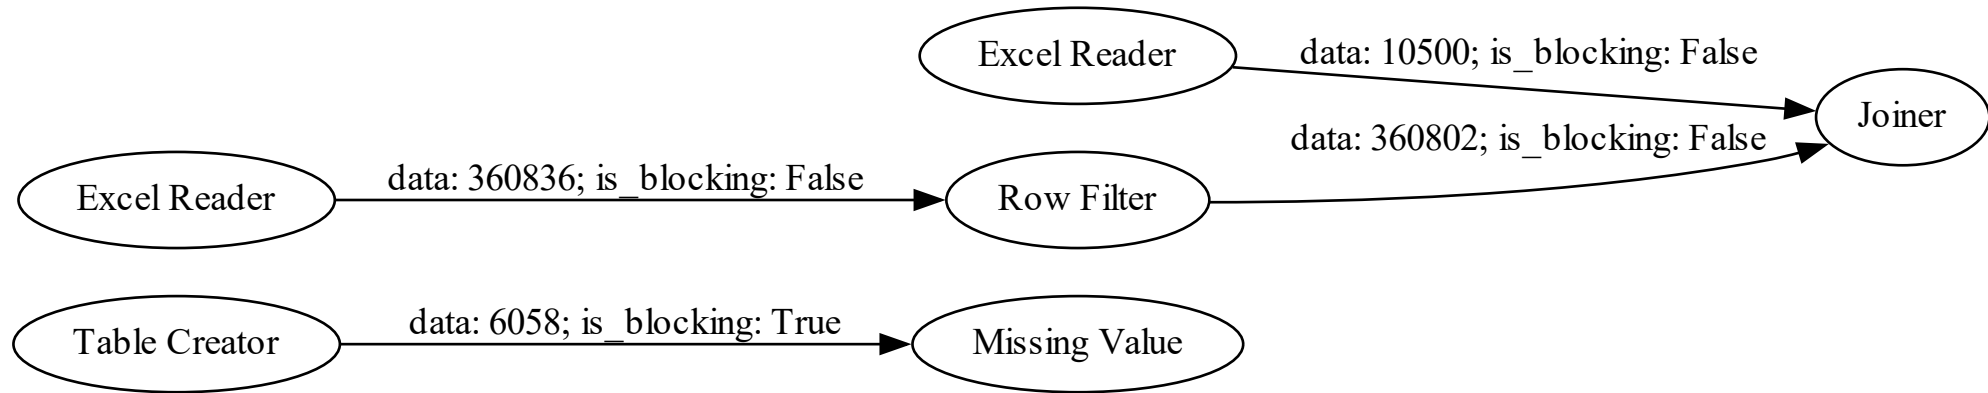 Excel Reader
data: 10500; is_blocking: False
Joiner
data: 360802; is_blocking: False
Excel Reader
data: 360836; is_blocking: False
Row Filter
Table Creator
data: 6058; is_blocking: True
Missing Value